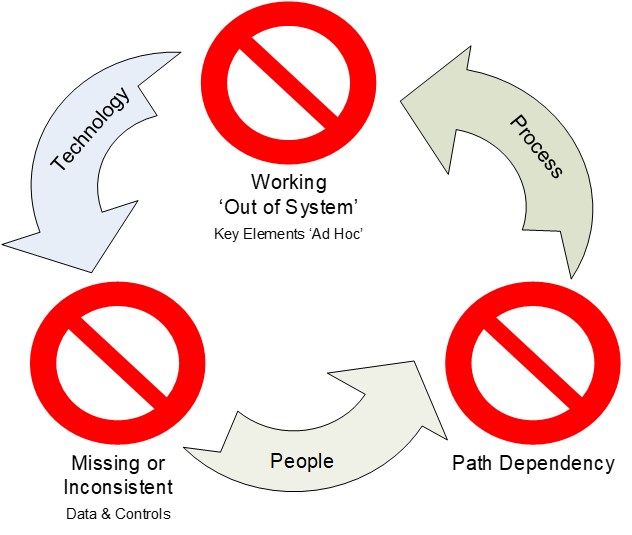 Technology
Process
Working
‘Out of System’
Key Elements ‘Ad Hoc’
People
Missing or
Inconsistent
Data & Controls
Path Dependency